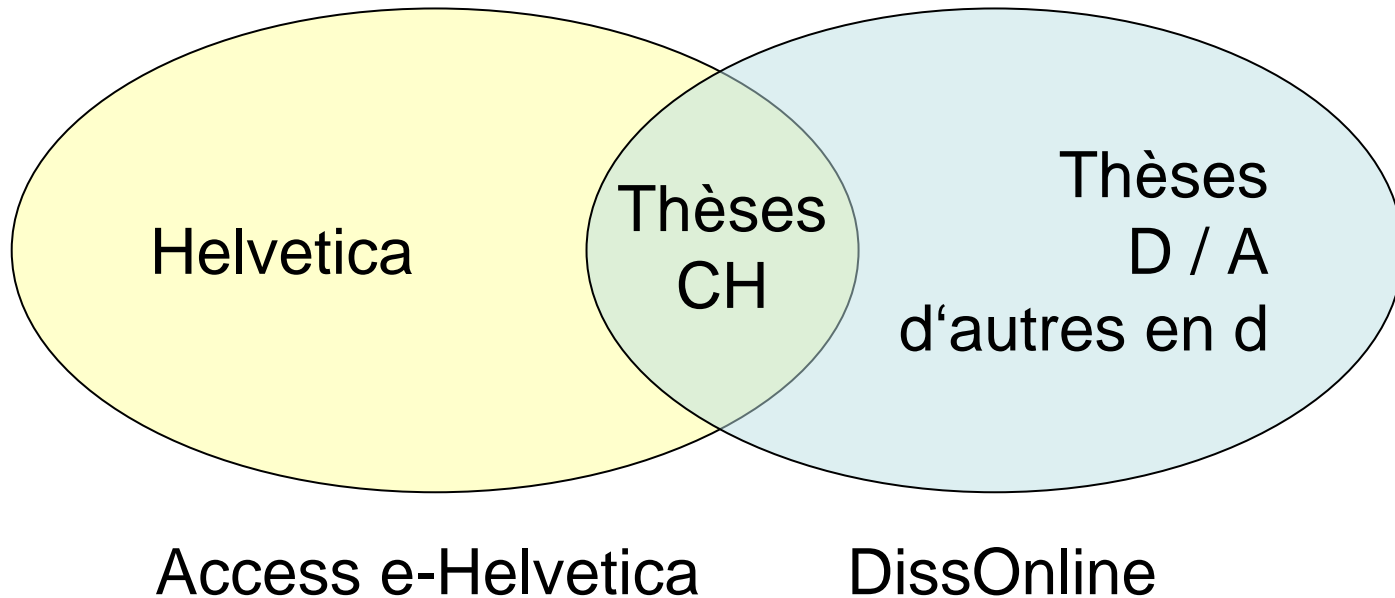 Helvetica
Thèses
CH
Thèses
D / A
d‘autres en d
Access e-Helvetica
DissOnline